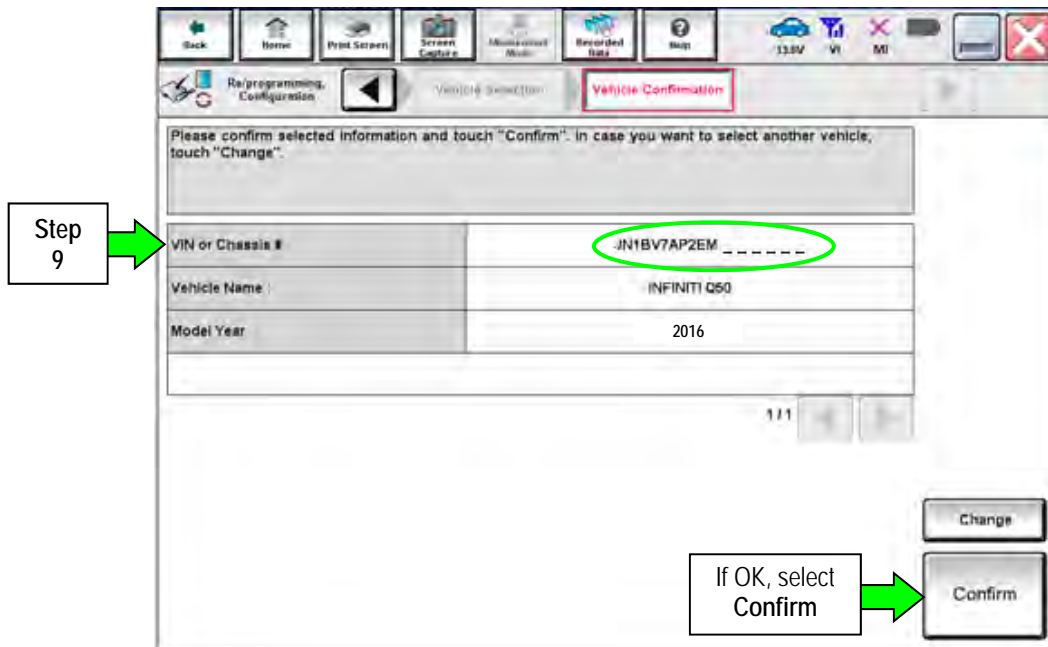 Back
Home
Print Screen
Screen Capture
Measurement Mode
Recorded Data
Help
13.0V
VI
MI
Re/programming, Configuration
Vehicle Selection
Vehicle Confirmation
Please confirm selected information and touch "Confirm". In case you want to select another vehicle,
touch "Change".
Step
9
VIN or Chassis #
JN1BV7AP2EM _ _ _ _ _ _
Vehicle Name
INFINITI Q50
Model Year
2016
1/1
Change
If OK, select
Confirm
Confirm